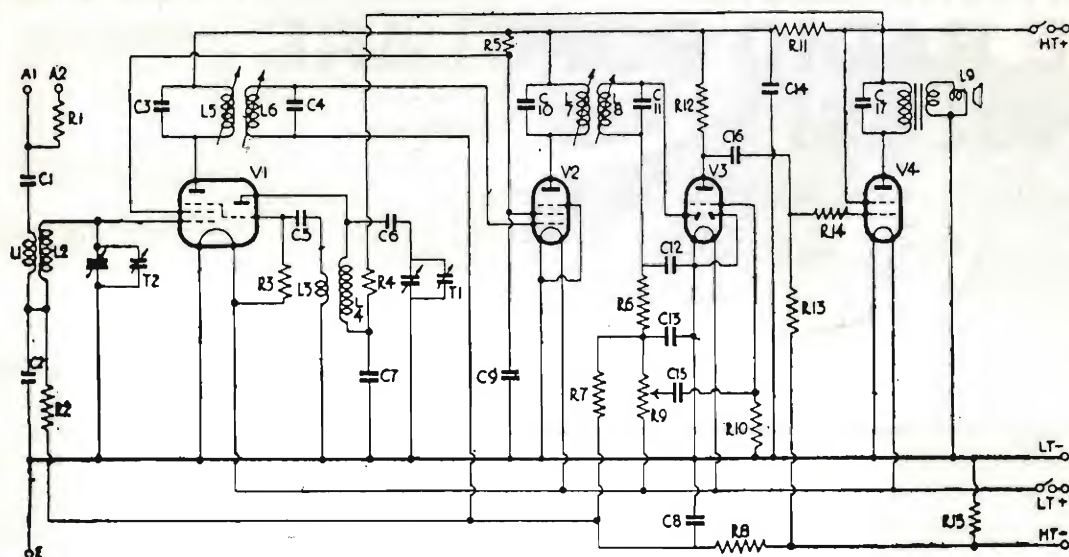 A1
A2
R1
C1
L1
L2
C2
R2
E
T2
C3
L5
L6
C4
V1
R3
C5
L3
L4
R4
C6
T1
C7
R5
C9
C10
L7
L8
C11
V2
R6
R7
C12
C13
R9
C15
R10
C8
R8
R12
V3
C16
C14
R11
R13
R14
C17
V4
L9
R15
HT+
LT-
LT+
HT-